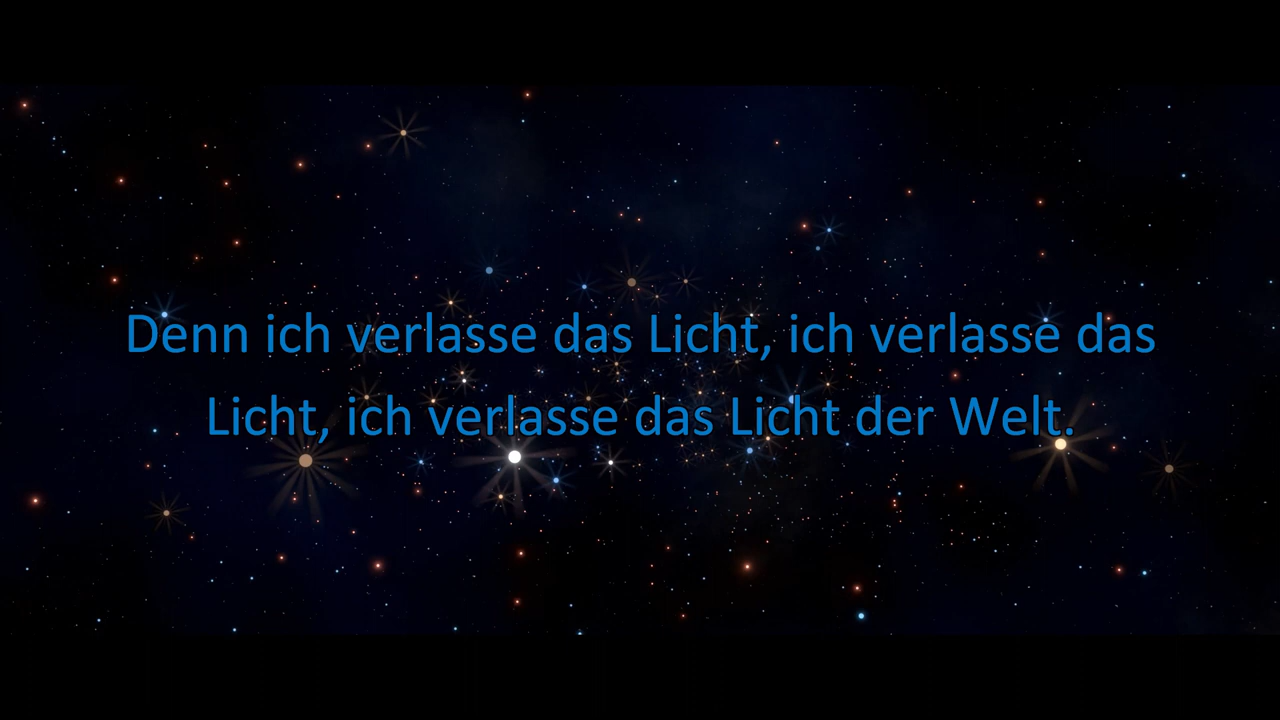 Denn ich verlasse das Licht, ich verlasse das
Licht, ich verlasse das Licht der Welt.